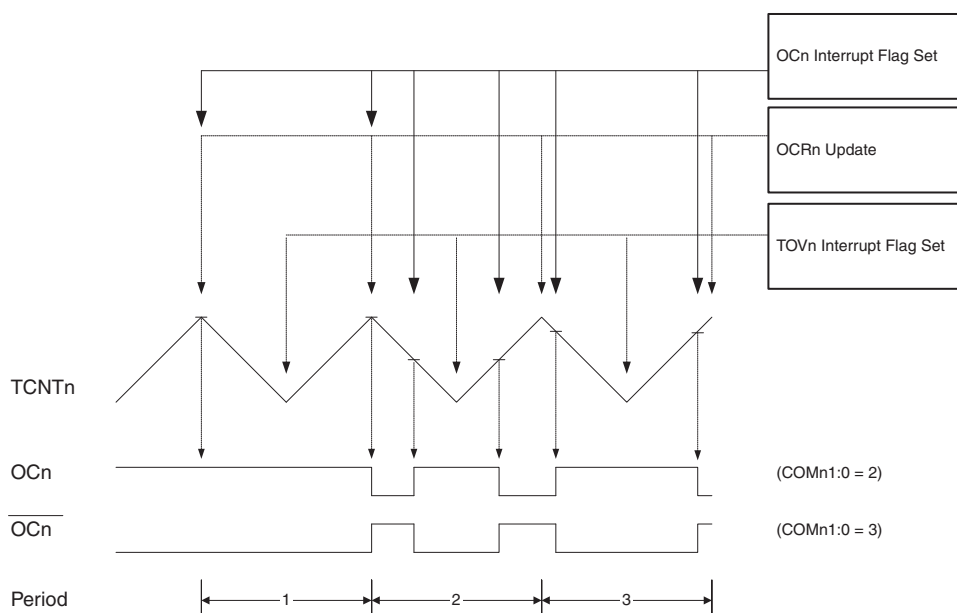 OCn Interrupt Flag Set
OCRn Update
TOVn Interrupt Flag Set
TCNTn
OCn
(COMn1:0 = 2)
OCn
(COMn1:0 = 3)
Period
1
2
3